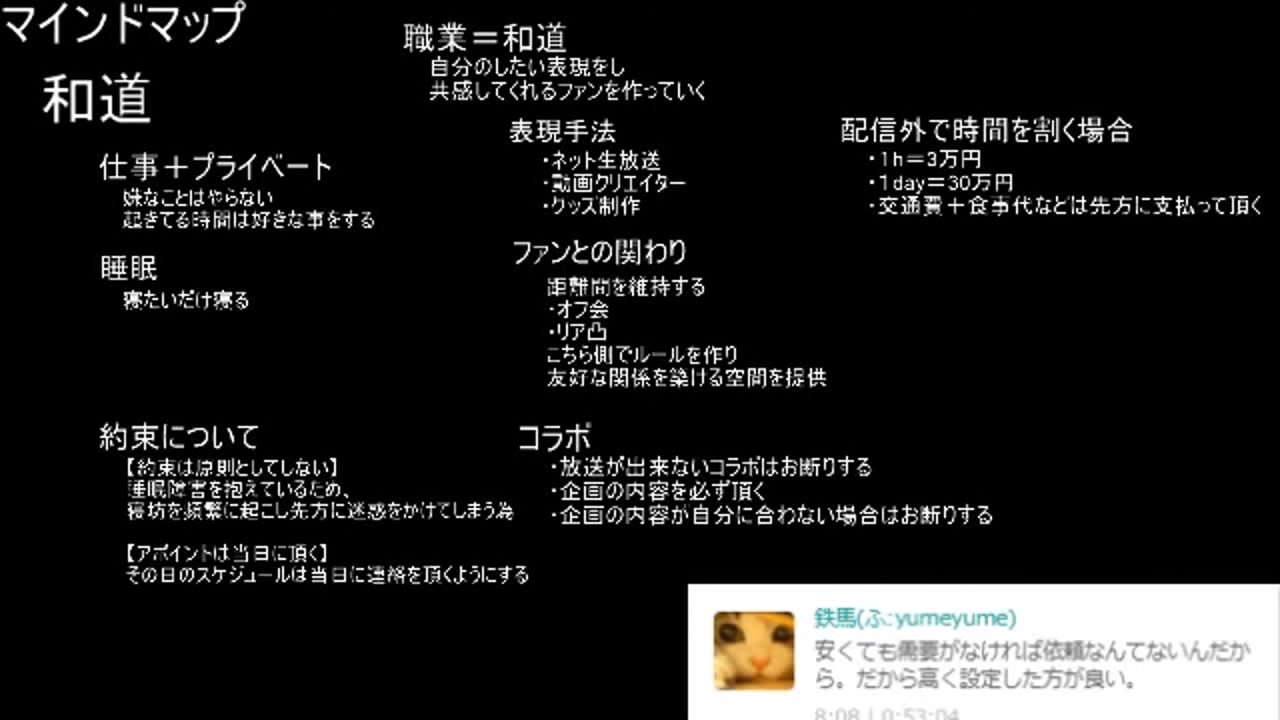 マインドマップ
和道
職業＝和道
自分のしたい表現をし
共感してくれるファンを作っていく
仕事＋プライベート
嫌なことはやらない
起きてる時間は好きな事をする
睡眠
寝たいだけ寝る
表現手法
・ネット生放送
・動画クリエイター
・グッズ制作
配信外で時間を割く場合
・1h＝3万円
・1day＝30万円
・交通費＋食事代などは先方に支払って頂く
ファンとの関わり
距離間を維持する
・オフ会
・リア凸
こちら側でルールを作り
友好な関係を築ける空間を提供
約束について
【約束は原則としてしない】
睡眠障害を抱えているため、
寝坊を頻繁に起こし先方に迷惑をかけてしまう為
【アポイントは当日に頂く】
その日のスケジュールは当日に連絡を頂くようにする
コラボ
・放送が出来ないコラボはお断りする
・企画の内容を必ず頂く
・企画の内容が自分に合わない場合はお断りする
鉄馬(ふ:yumeyume)
安くても需要がなければ依頼なんてないんだか
ら。だから高く設定した方が良い。
8:08 | 0:53:04